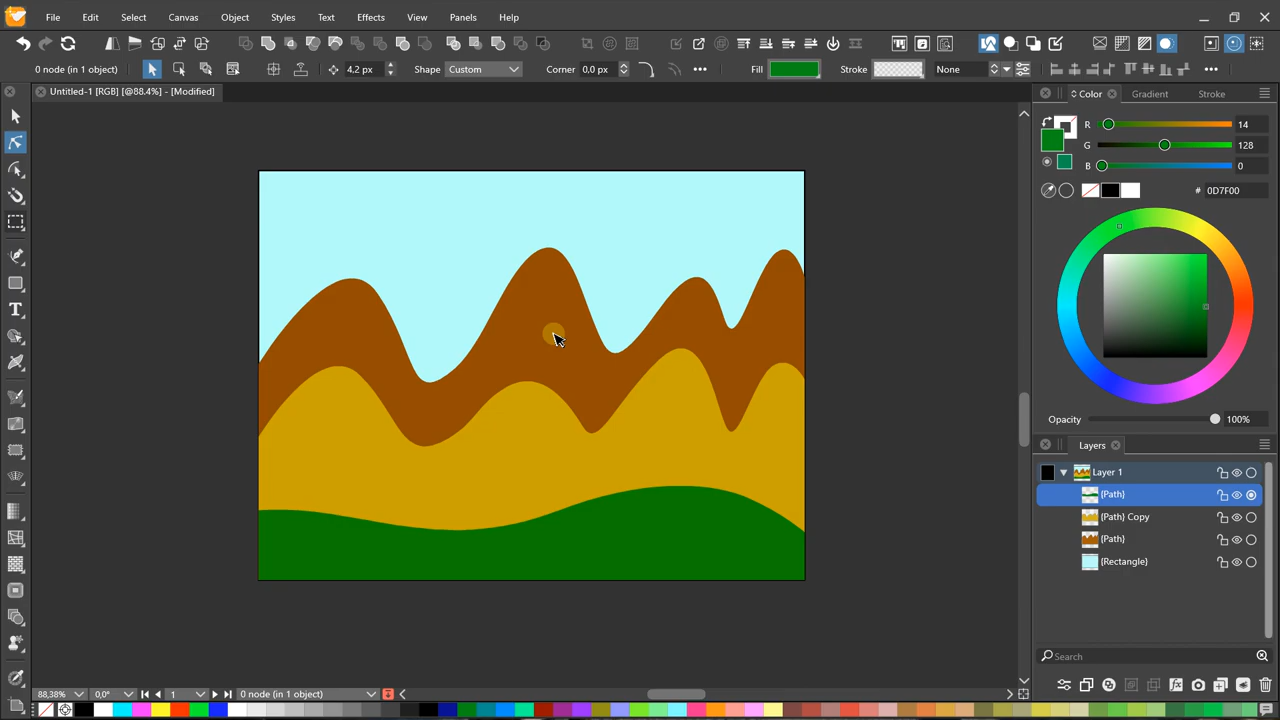 File Edit Select Canvas Object Styles Text Effects View Panels Help
0 node (in 1 object) 4,2 px Shape Custom Corner 0,0 px Fill Stroke None
Untitled-1 [RGB] [@88.4%] - [Modified]
Color Gradient Stroke
R 14
G 128
B 0
# 0D7F00
Opacity 100%
Layers
Layer 1
(Path)
(Path) Copy
(Path)
(Rectangle)
Search
88,38% 0,0° 1 0 node (in 1 object)